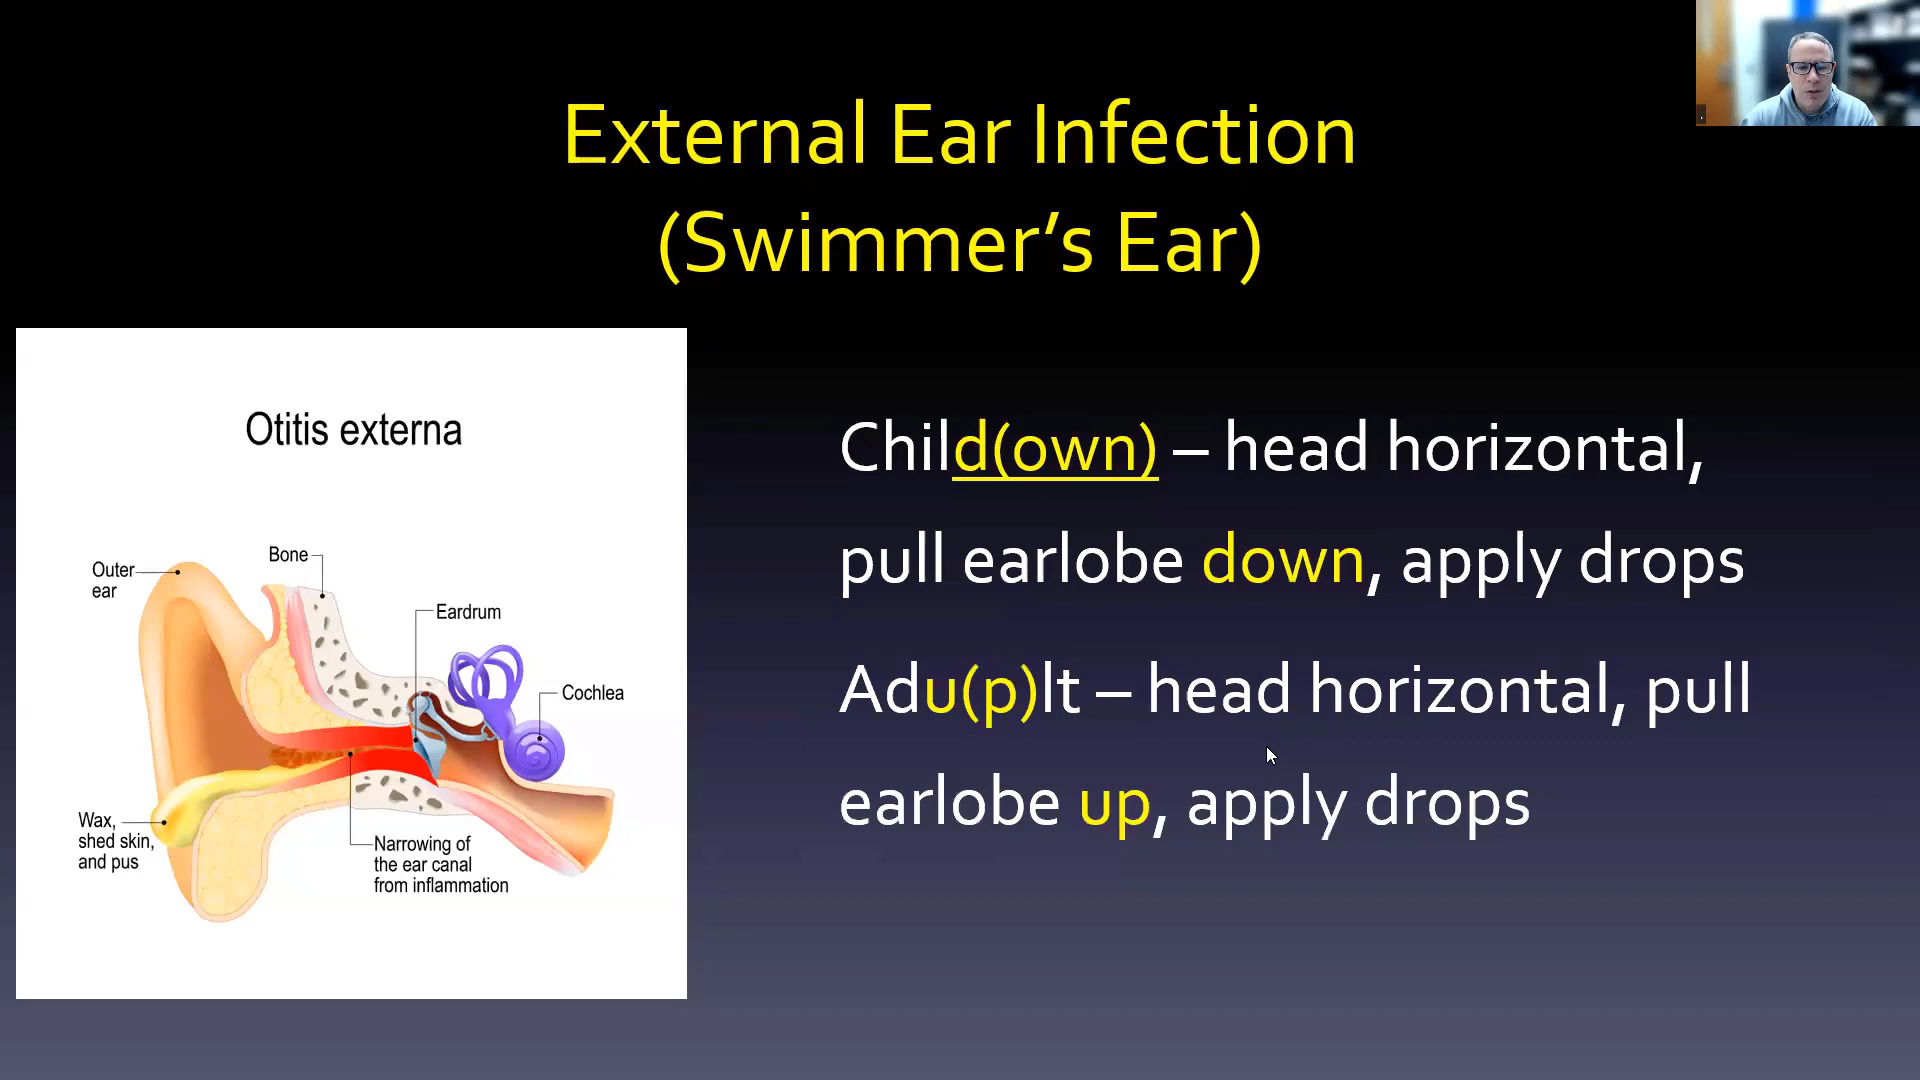 External Ear Infection
(Swimmer’s Ear)
Otitis externa
Bone
Outer
ear
Eardrum
Cochlea
Wax,
shed skin,
and pus
Narrowing of
the ear canal
from inflammation
Child(own) – head horizontal,
pull earlobe down, apply drops
Adu(p)lt – head horizontal, pull
earlobe up, apply drops